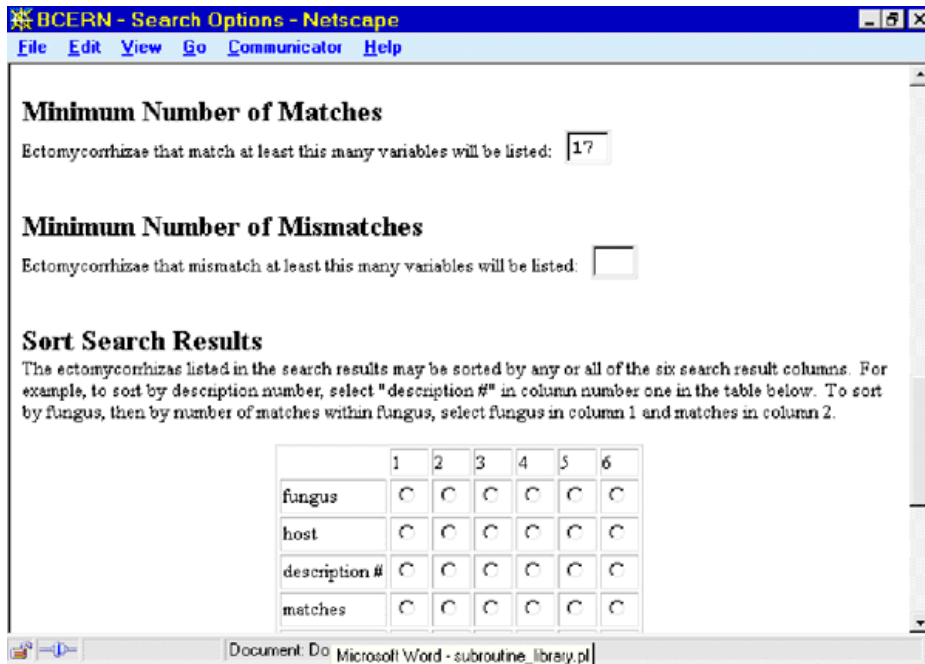 BCERN - Search Options - Netscape
File Edit View Go Communicator Help
Minimum Number of Matches
Ectomycorrhizae that match at least this many variables will be listed: 17
Minimum Number of Mismatches
Ectomycorrhizae that mismatch at least this many variables will be listed:
Sort Search Results
The ectomycorrhizas listed in the search results may be sorted by any or all of the six search result columns. For
example, to sort by description number, select "description #" in column number one in the table below. To sort
by fungus, then by number of matches within fungus, select fungus in column 1 and matches in column 2.
1 2 3 4 5 6
fungus
host
description #
matches
Document: Do
Microsoft Word - subroutine_library.pl